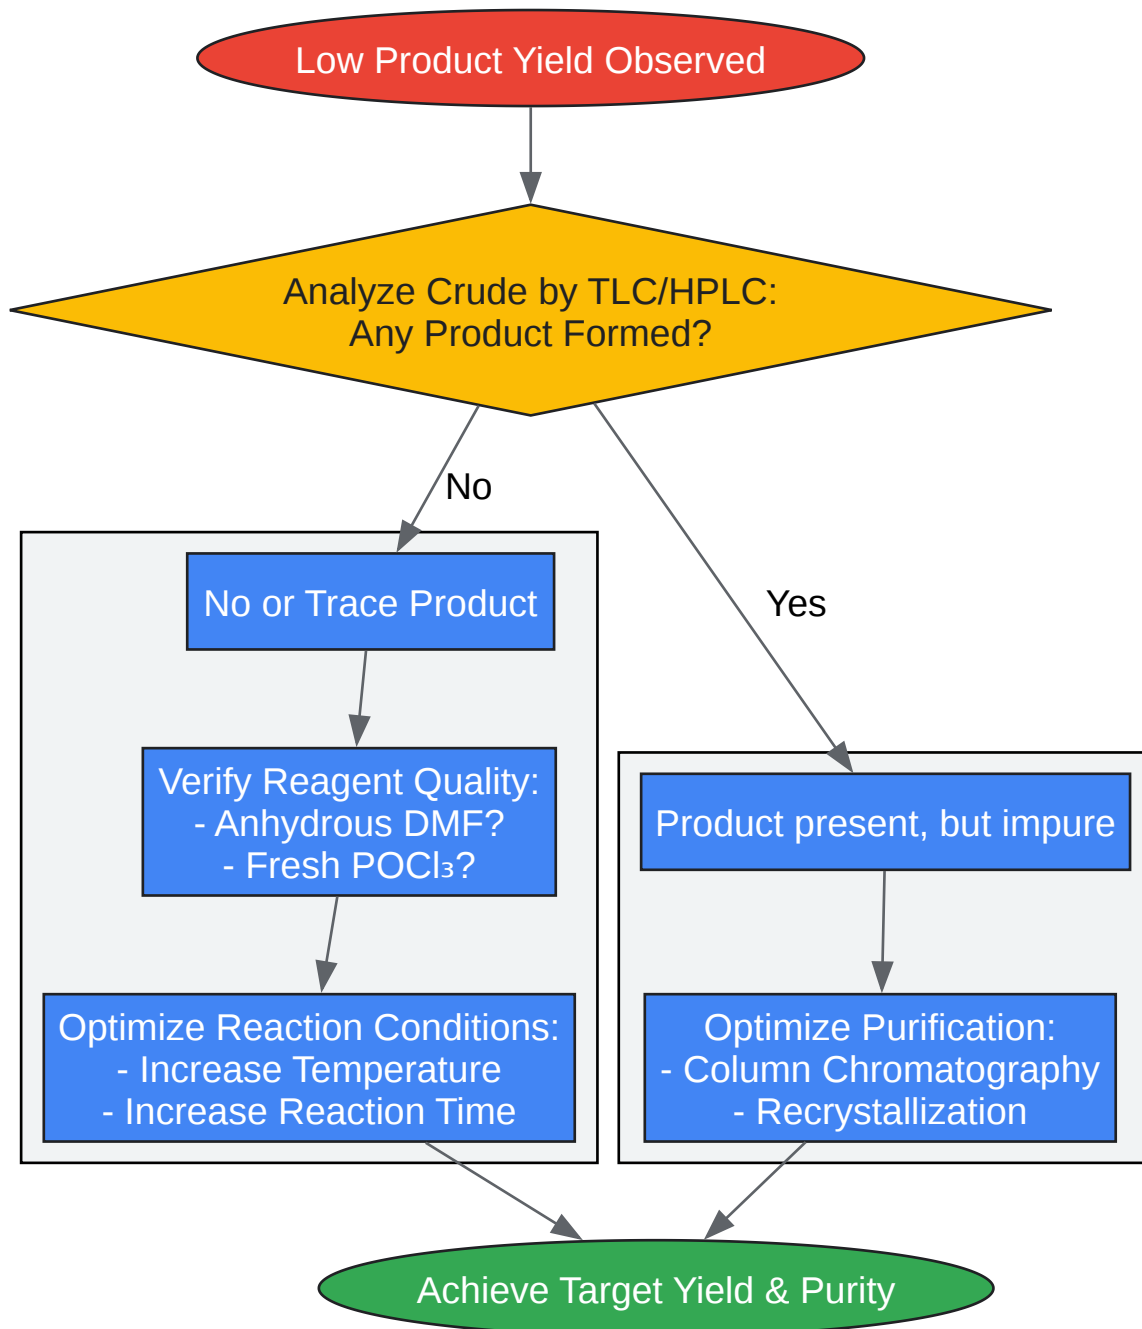 Low Product Yield Observed
Analyze Crude by TLC/HPLC:
Any Product Formed?
No
Yes
No or Trace Product
Verify Reagent Quality:
- Anhydrous DMF?
- Fresh POCl₃?
Optimize Reaction Conditions:
- Increase Temperature
- Increase Reaction Time
Product present, but impure
Optimize Purification:
- Column Chromatography
- Recrystallization
Achieve Target Yield & Purity